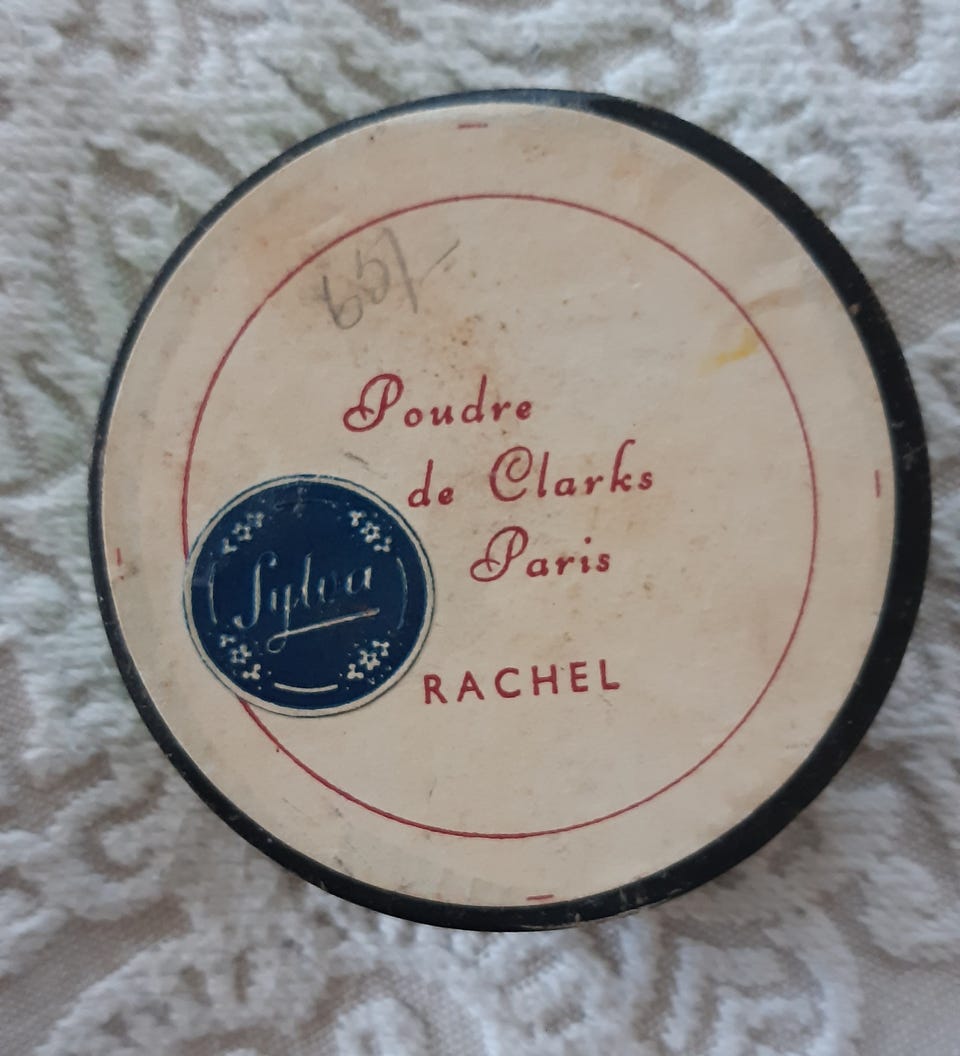 Poudre
de Clarks
Paris
Sylva
RACHEL